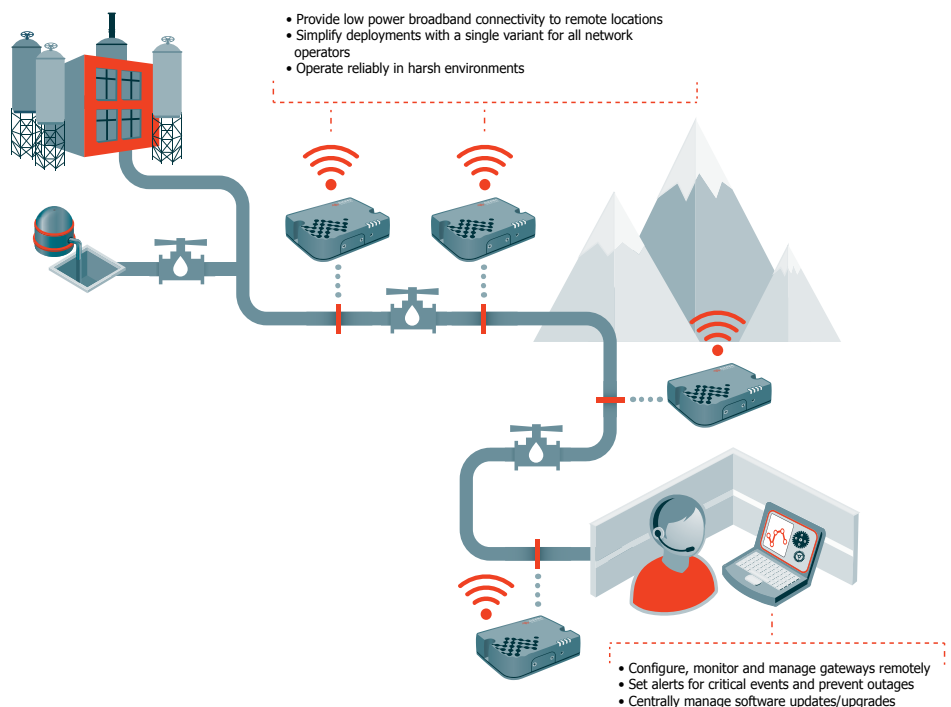 • Provide low power broadband connectivity to remote locations
• Simplify deployments with a single variant for all network
operators
• Operate reliably in harsh environments
• Configure, monitor and manage gateways remotely
• Set alerts for critical events and prevent outages
• Centrally manage software updates/upgrades